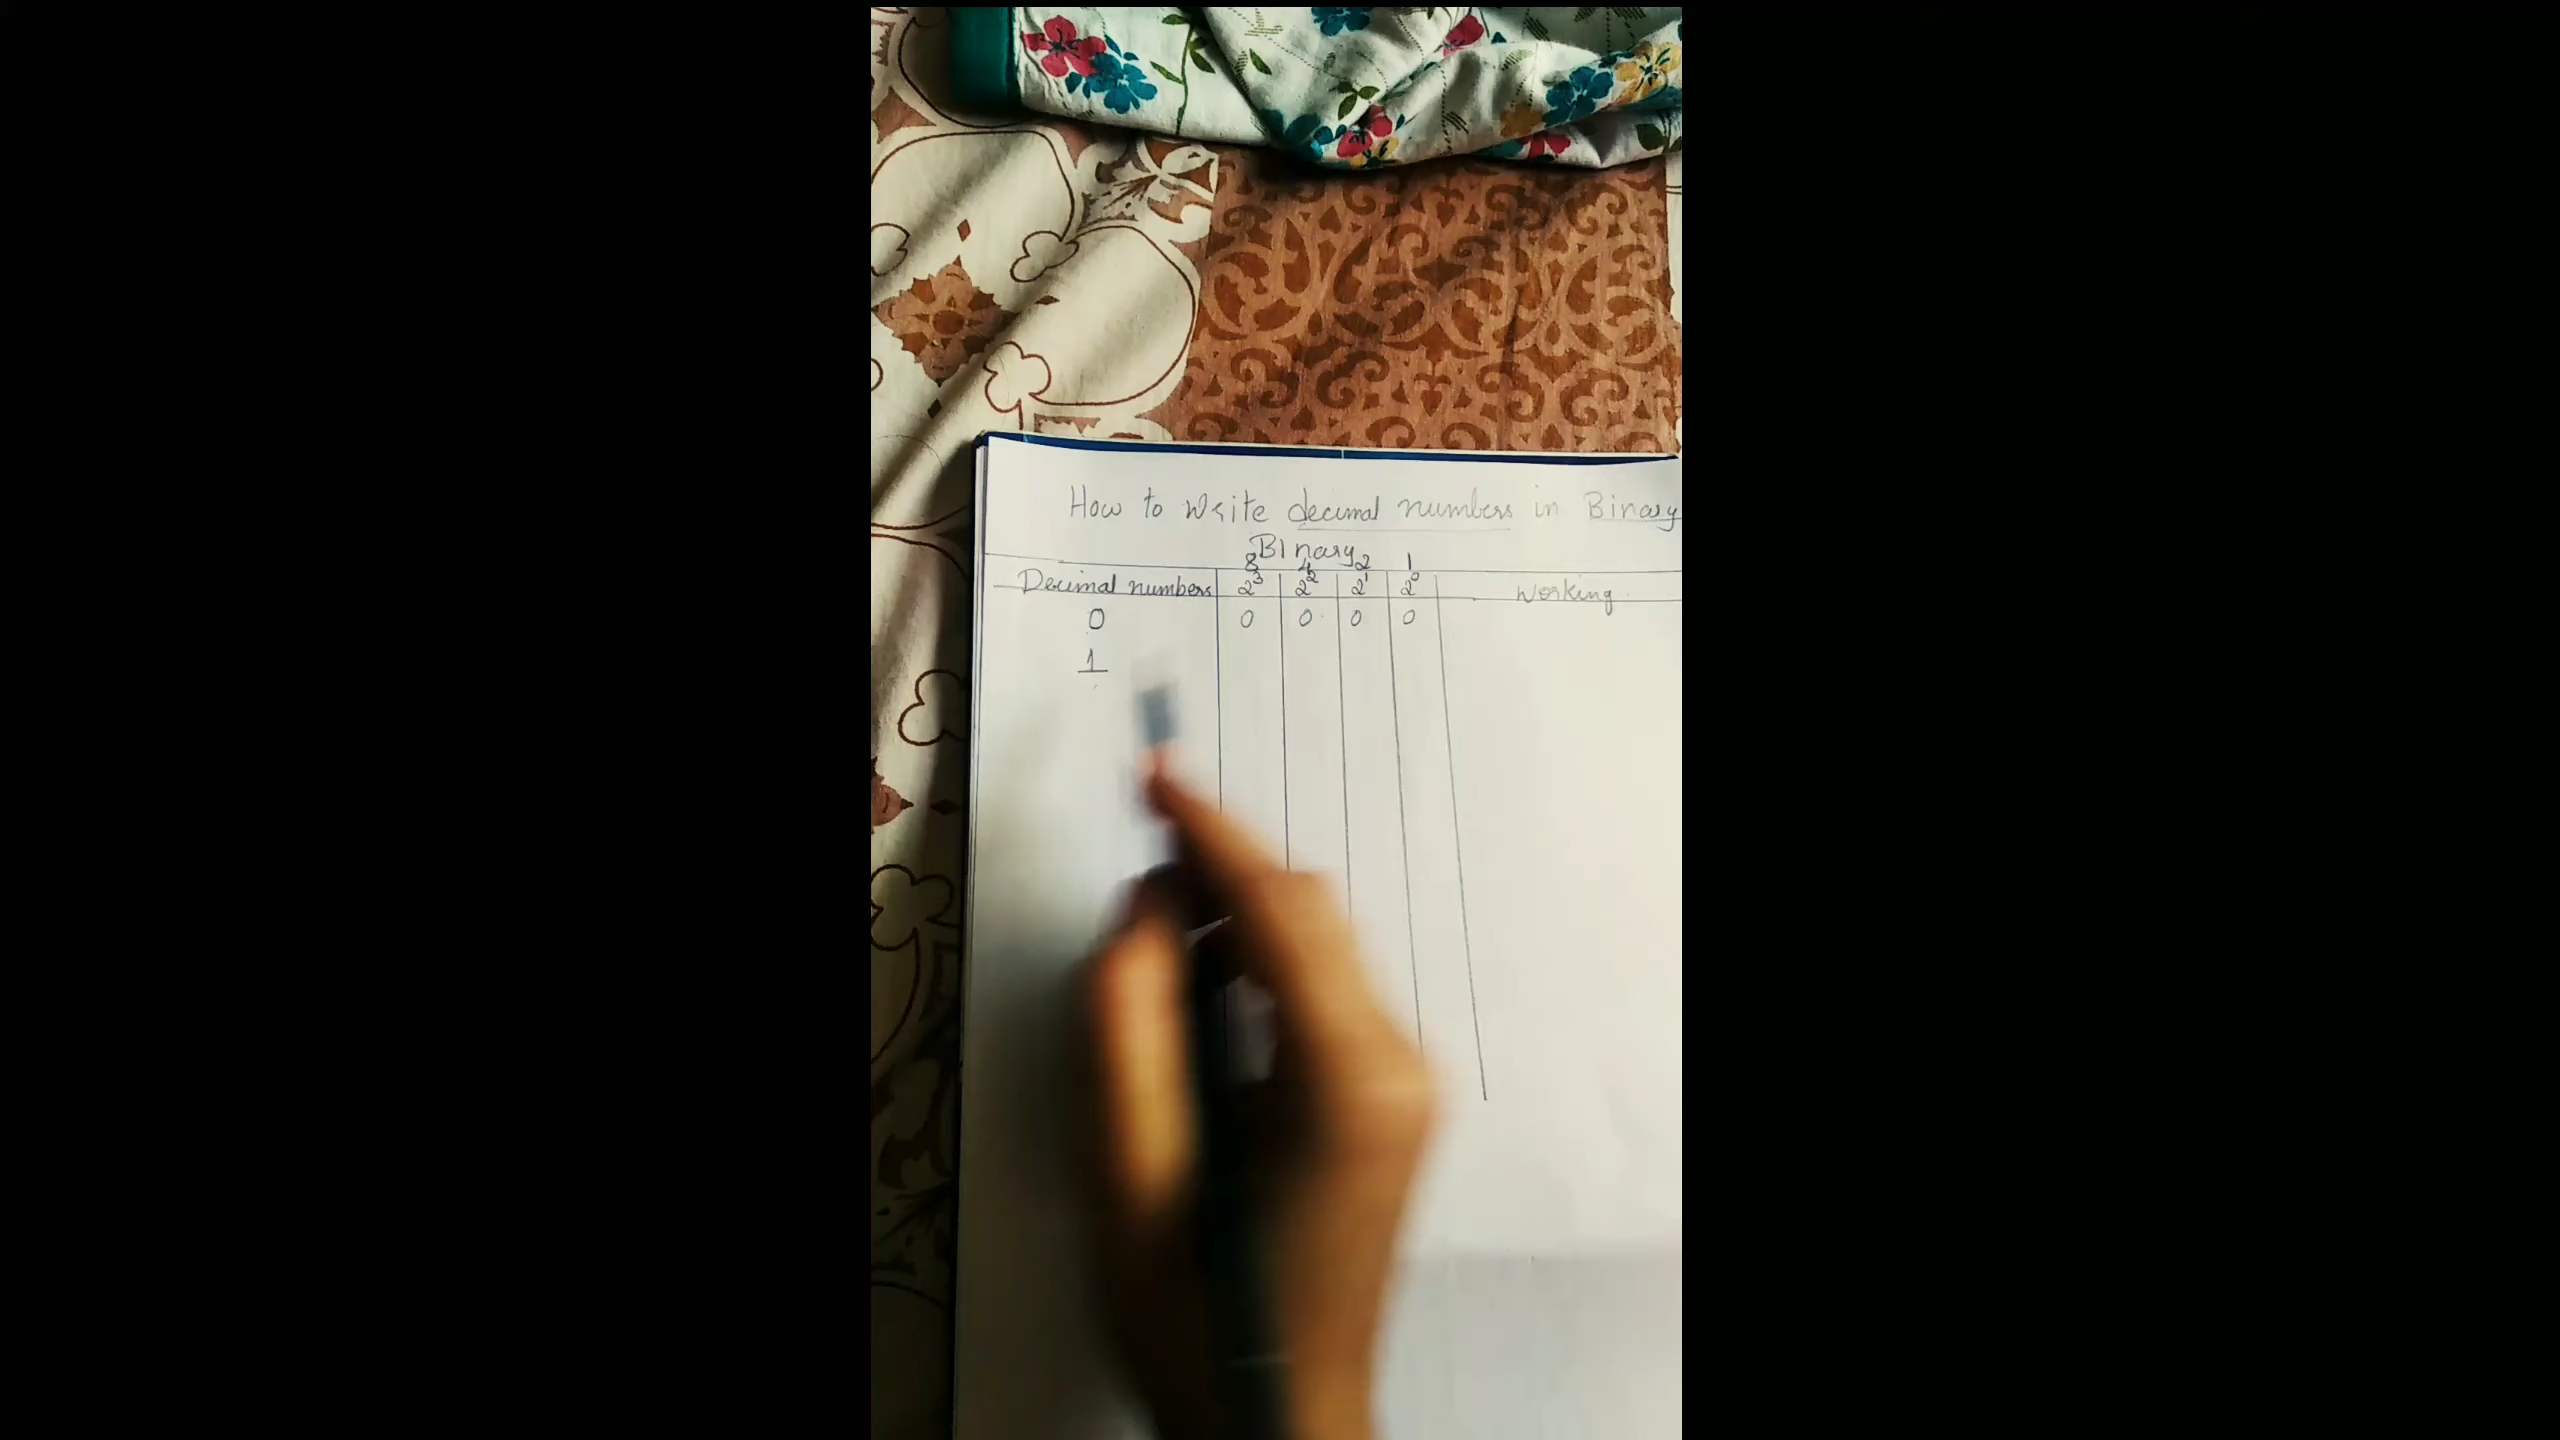 How to write decimal numbers in Binary
Binary
8 4 2 1
Decimal numbers 2³ 2² 2¹ 2⁰ working
0 0 0 0 0
1